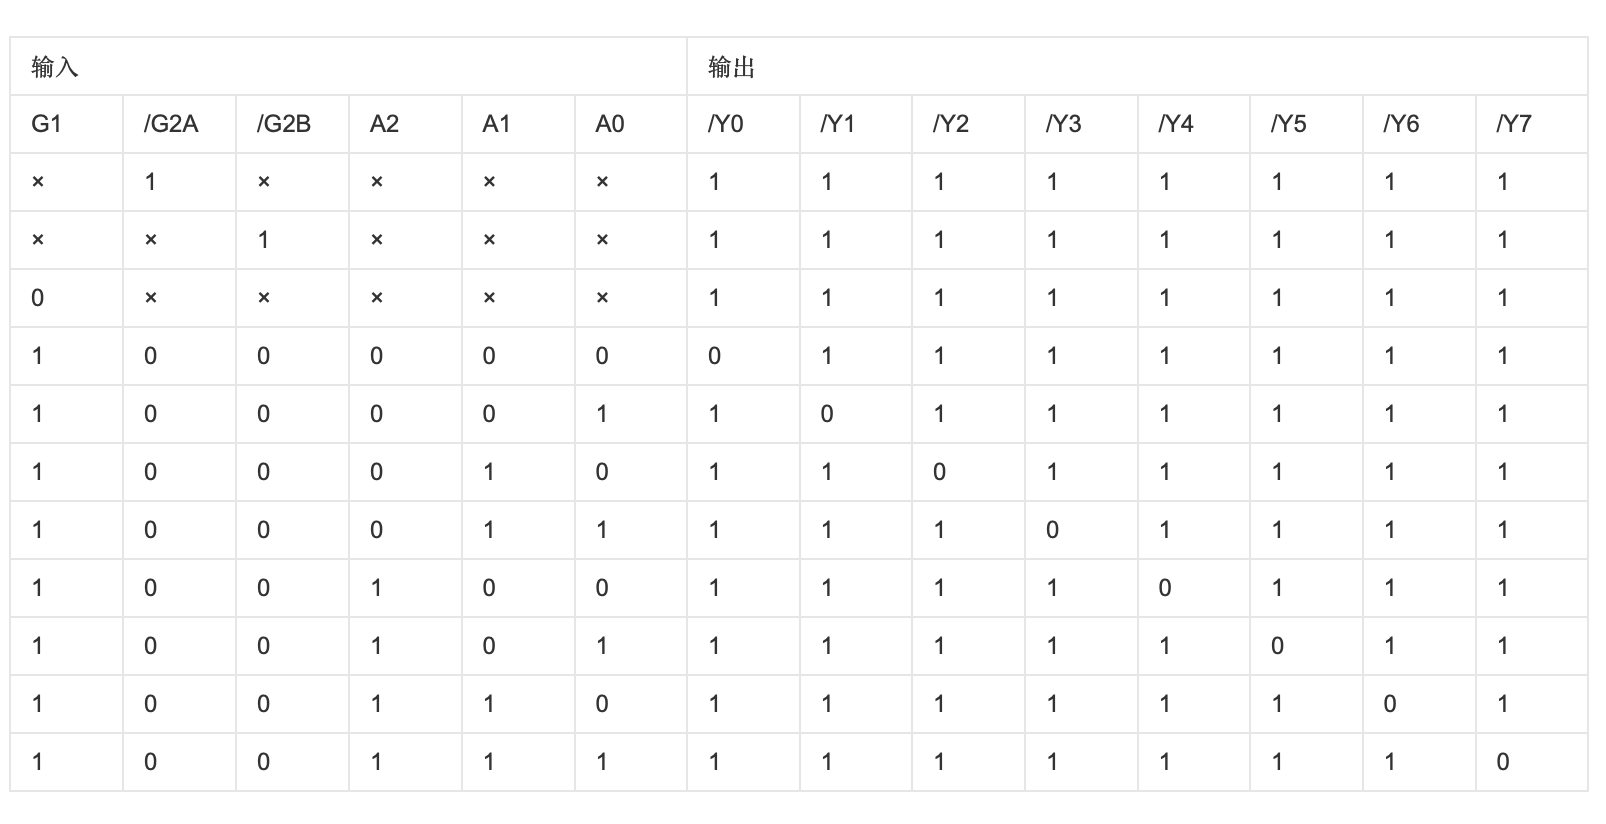 输入 输出
G1 /G2A /G2B A2 A1 A0 /Y0 /Y1 /Y2 /Y3 /Y4 /Y5 /Y6 /Y7
× 1 × × × × 1 1 1 1 1 1 1 1
× × 1 × × × 1 1 1 1 1 1 1 1
0 × × × × × 1 1 1 1 1 1 1 1
1 0 0 0 0 0 0 1 1 1 1 1 1 1
1 0 0 0 0 1 1 0 1 1 1 1 1 1
1 0 0 0 1 0 1 1 0 1 1 1 1 1
1 0 0 0 1 1 1 1 1 0 1 1 1 1
1 0 0 1 0 0 1 1 1 1 0 1 1 1
1 0 0 1 0 1 1 1 1 1 1 0 1 1
1 0 0 1 1 0 1 1 1 1 1 1 0 1
1 0 0 1 1 1 1 1 1 1 1 1 1 0